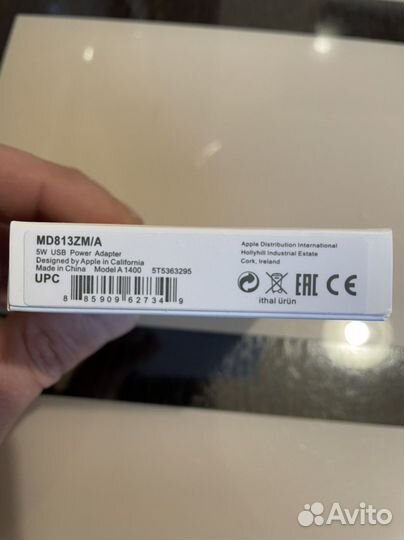 MD813ZM/A
5W USB Power Adapter
Designed by Apple in California
Made in China Model A 1400 5T5363295
UPC
8 85909 62734 9
Apple Distribution International
Hollyhill Industrial Estate
Cork, Ireland
EAC CE
ithal ürün
Avito